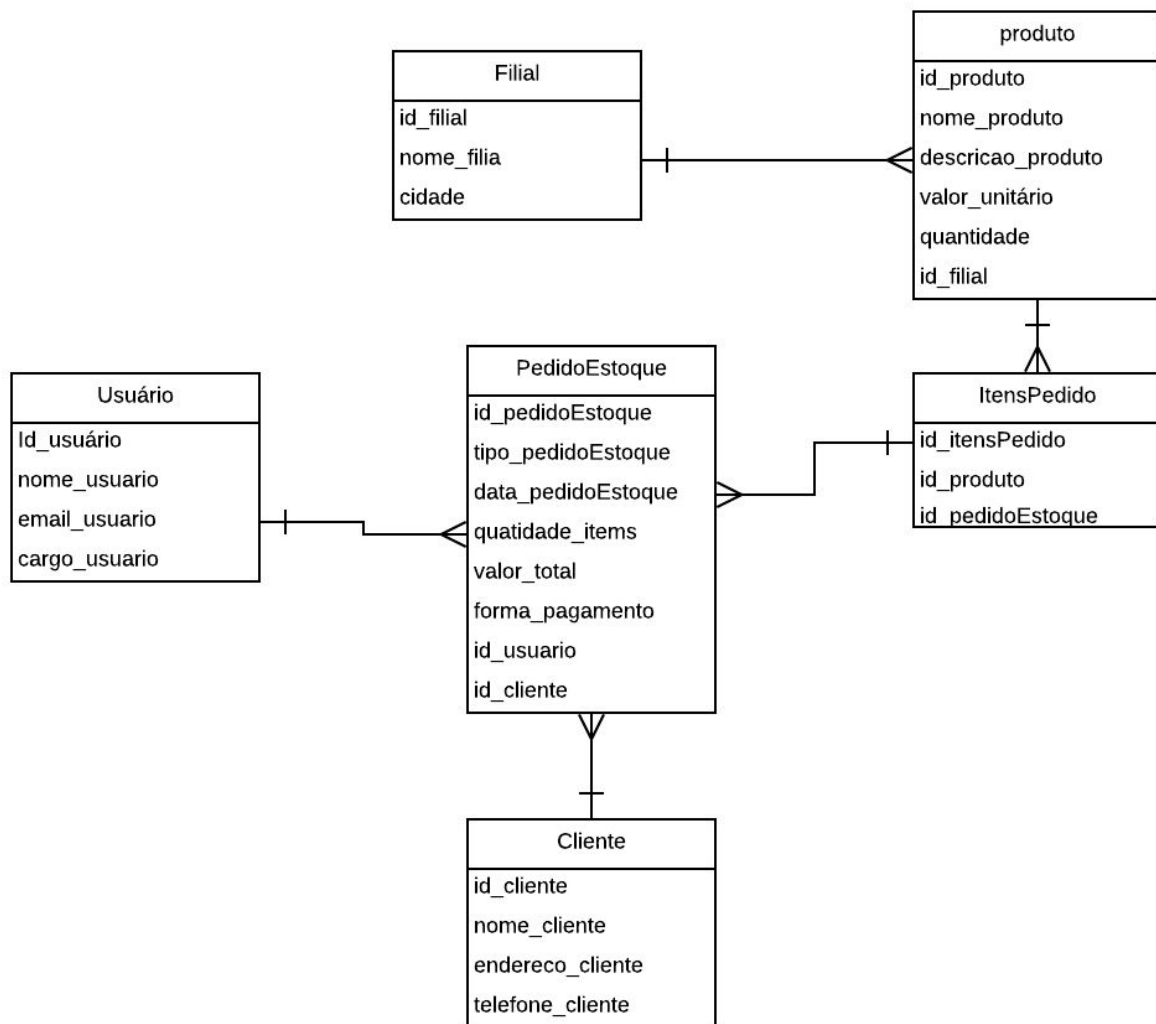 produto
id_produto
nome_produto
descricao_produto
valor_unitário
quantidade
id_filial
Filial
id_filial
nome_filia
cidade
Usuário
Id_usuário
nome_usuario
email_usuario
cargo_usuario
PedidoEstoque
id_pedidoEstoque
tipo_pedidoEstoque
data_pedidoEstoque
quatidade_items
valor_total
forma_pagamento
id_usuario
id_cliente
ItensPedido
id_itensPedido
id_produto
id_pedidoEstoque
Cliente
id_cliente
nome_cliente
endereco_cliente
telefone_cliente